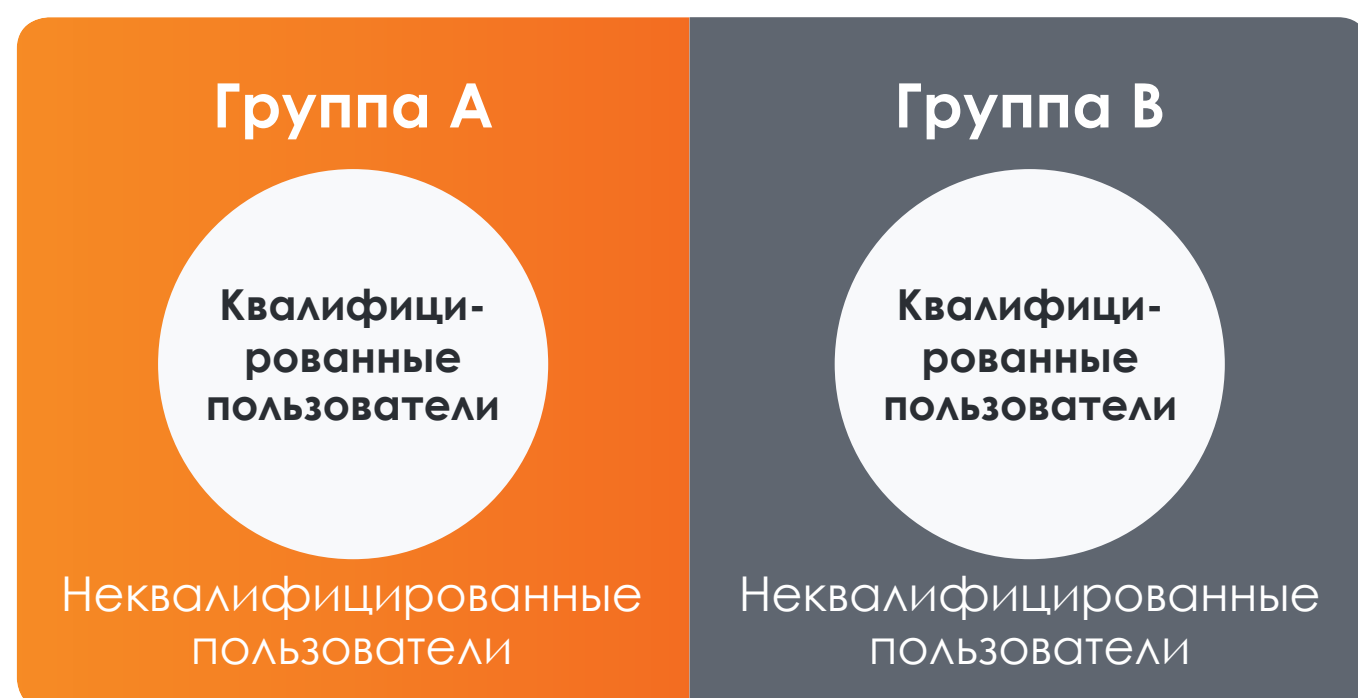 Группа A
Квалифици-
рованные
пользователи
Неквалифицированные
пользователи
Группа B
Квалифици-
рованные
пользователи
Неквалифицированные
пользователи